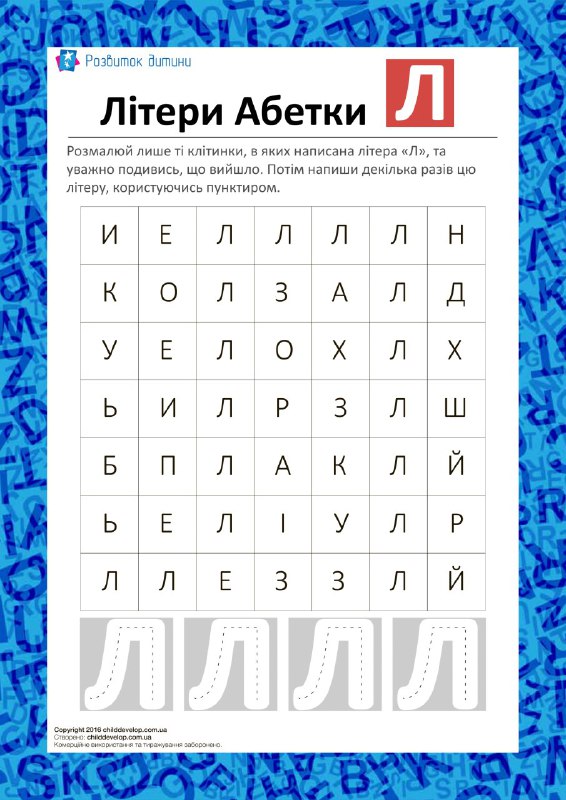 Розвиток дитини
Літери Абетки Л
Розмалюй лише ті клітинки, в яких написана літера «Л», та
уважно подивись, що вийшло. Потім напиши декілька разів цю
літеру, користуючись пунктиром.
И Е Л Л Л Л Н
К О Л З А Л Д
У Е Л О Х Л Х
Ь И Л Р З Л Ш
Б П Л А К Л Й
Ь Е Л І У Л Р
Л Л Е З З Л Й
Л Л Л Л
Copyright 2016 childdevelop.com.ua
Створено: childdevelop.com.ua
Комерційне використання та тиражування заборонено.